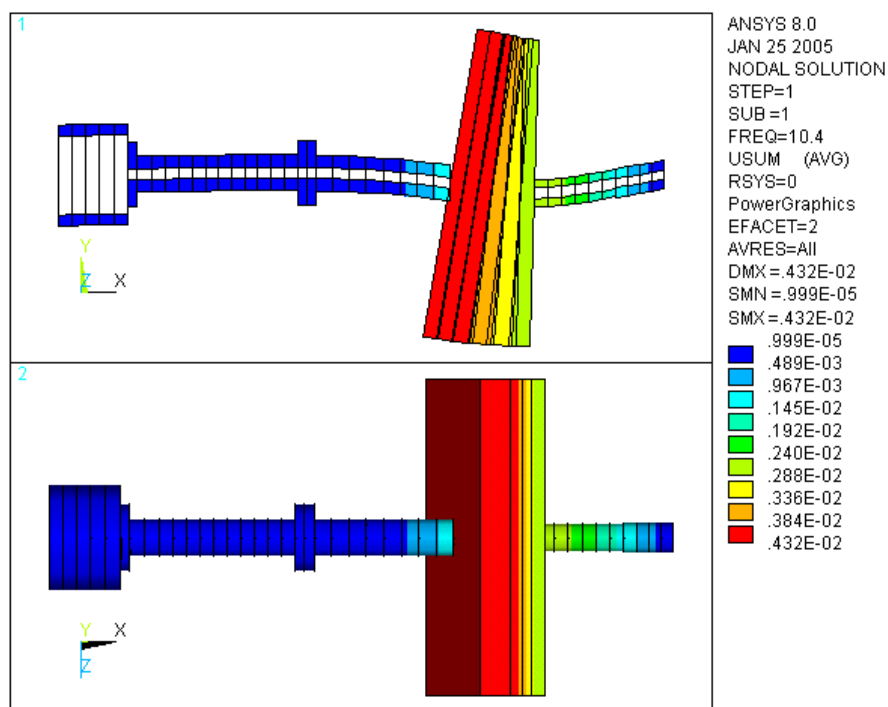 1
Y
Z X
2
Y X
Z
ANSYS 8.0
JAN 25 2005
NODAL SOLUTION
STEP=1
SUB =1
FREQ=10.4
USUM (AVG)
RSYS=0
PowerGraphics
EFACET=2
AVRES=All
DMX =.432E-02
SMN =.999E-05
SMX =.432E-02
.999E-05
.489E-03
.967E-03
.145E-02
.192E-02
.240E-02
.288E-02
.336E-02
.384E-02
.432E-02